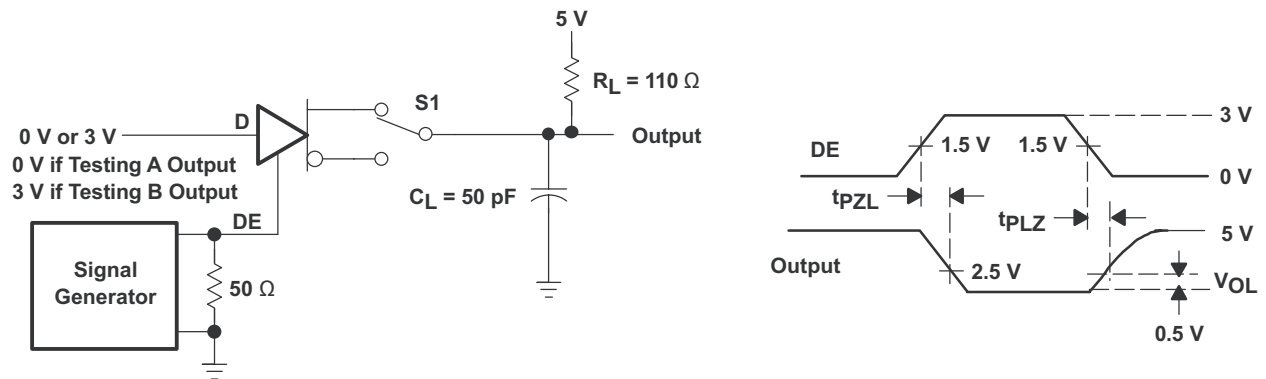 5 V
R_L = 110 Ω
S1
D
0 V or 3 V
Output
0 V if Testing A Output
3 V if Testing B Output
C_L = 50 pF
DE
Signal
Generator
50 Ω
3 V
DE
1.5 V
1.5 V
0 V
t_PZL
t_PLZ
5 V
Output
2.5 V
V_OL
0.5 V